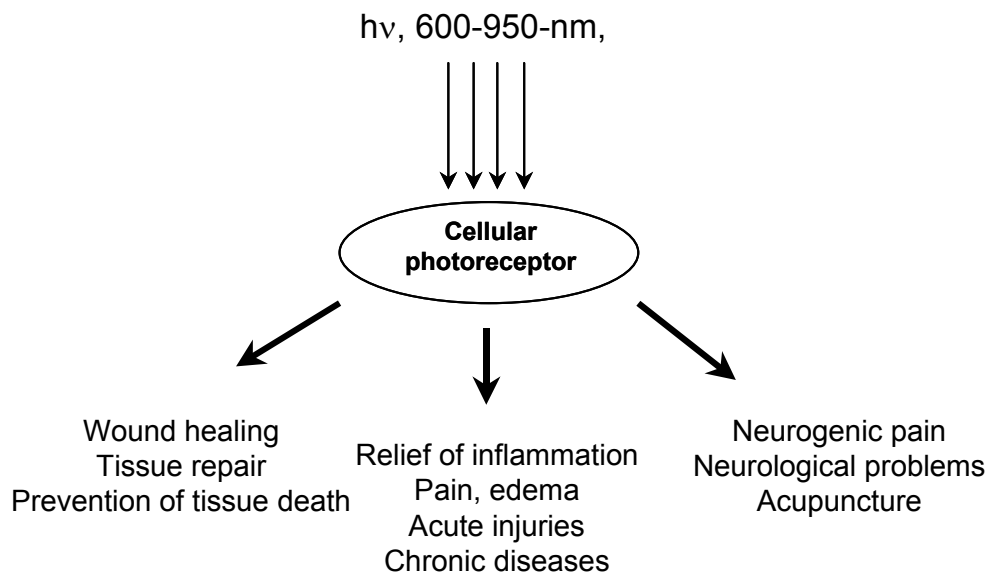 hν, 600-950-nm,
Cellular
photoreceptor
Wound healing
Tissue repair
Prevention of tissue death
Relief of inflammation
Pain, edema
Acute injuries
Chronic diseases
Neurogenic pain
Neurological problems
Acupuncture